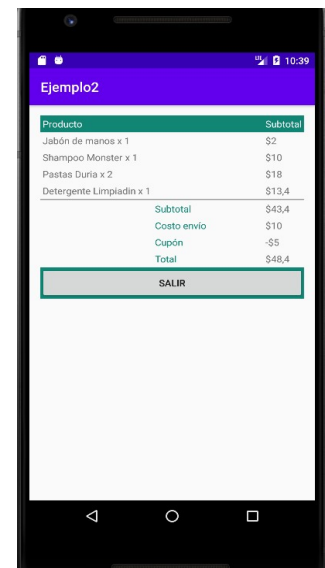 LTE 10:39
Ejemplo2
Producto Subtotal
Jabón de manos x 1 $2
Shampoo Monster x 1 $10
Pastas Duria x 2 $18
Detergente Limpiadin x 1 $13,4
Subtotal $43,4
Costo envío $10
Cupón -$5
Total $48,4
SALIR